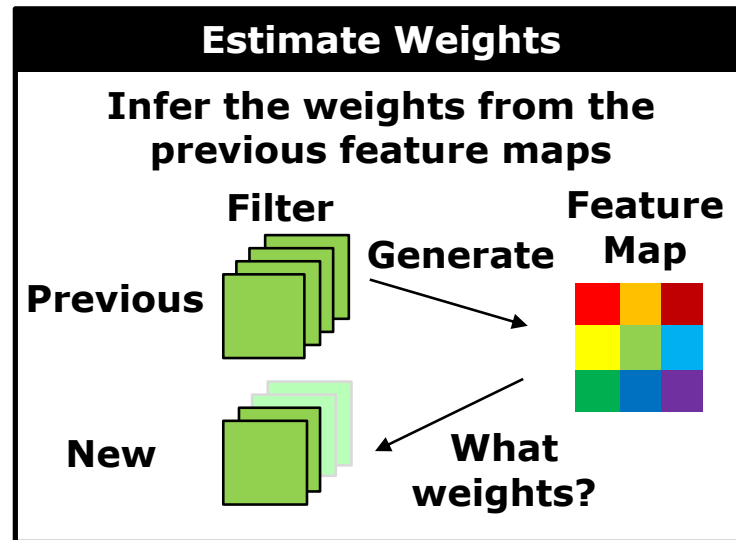 Estimate Weights
Infer the weights from the
previous feature maps
Filter
Feature
Map
Generate
Previous
New
What
weights?